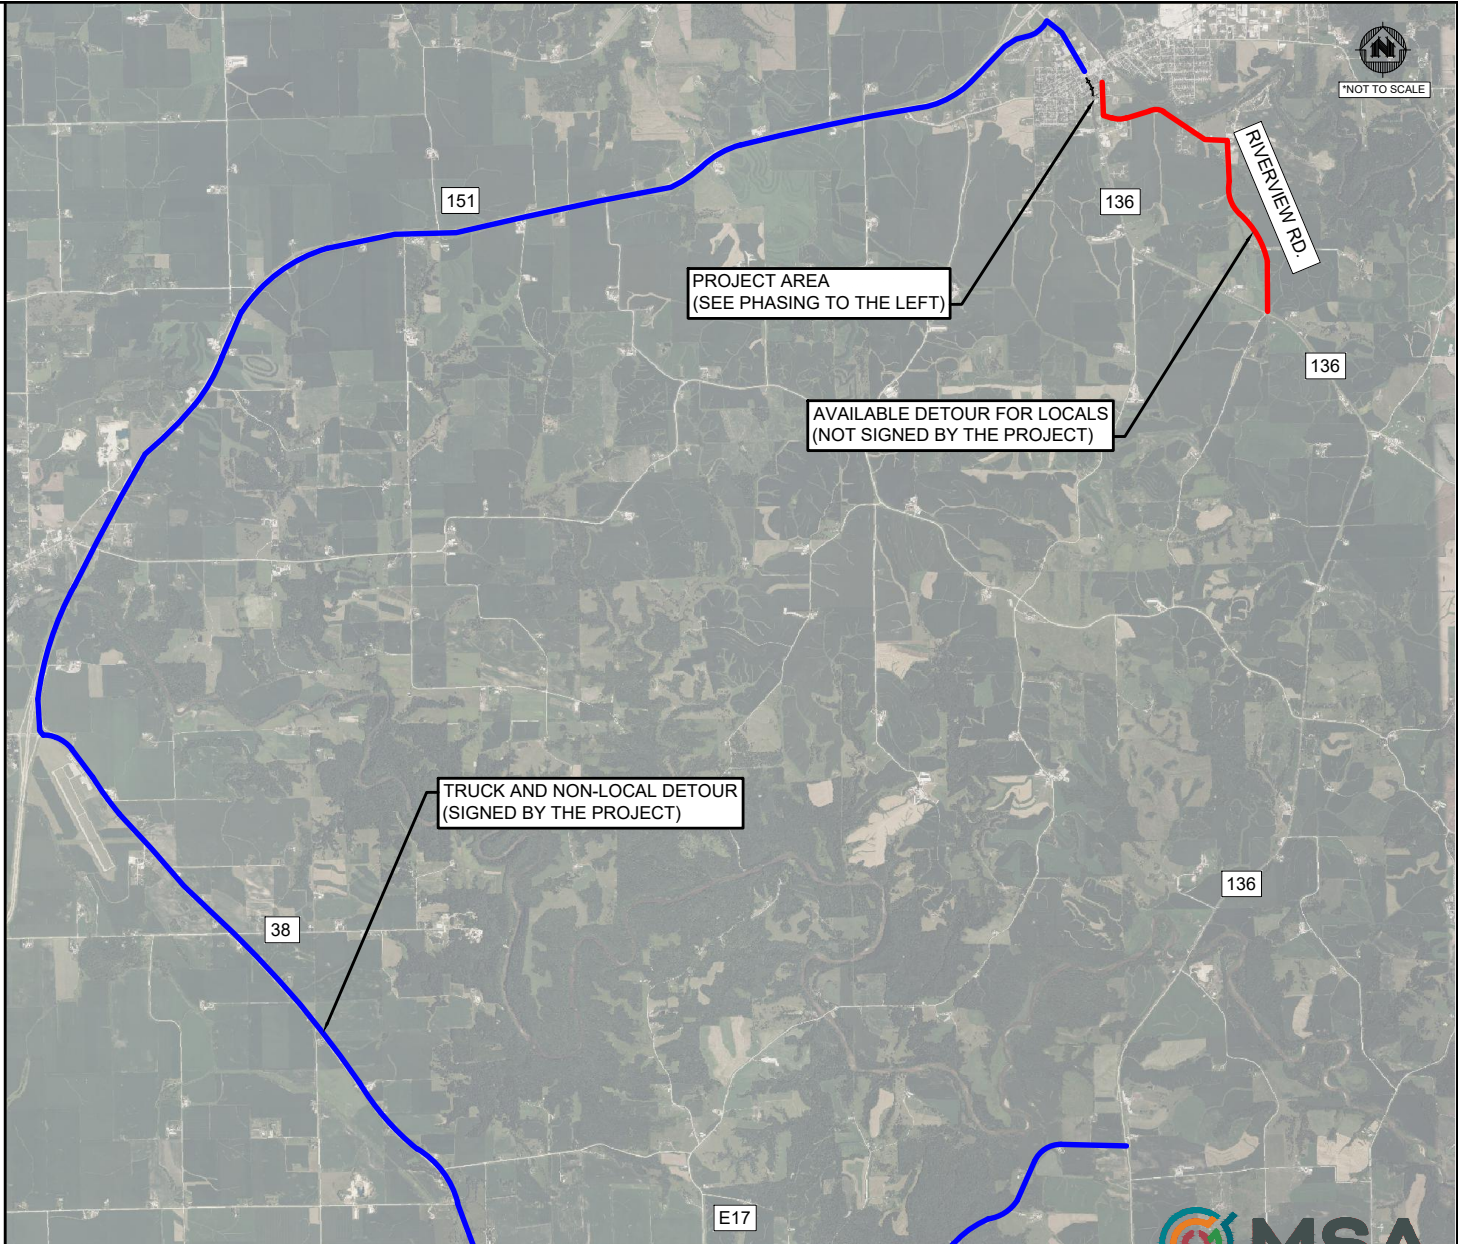 N
*NOT TO SCALE
151
136
RIVERVIEW RD.
PROJECT AREA
(SEE PHASING TO THE LEFT)
136
AVAILABLE DETOUR FOR LOCALS
(NOT SIGNED BY THE PROJECT)
TRUCK AND NON-LOCAL DETOUR
(SIGNED BY THE PROJECT)
136
38
E17
MSA